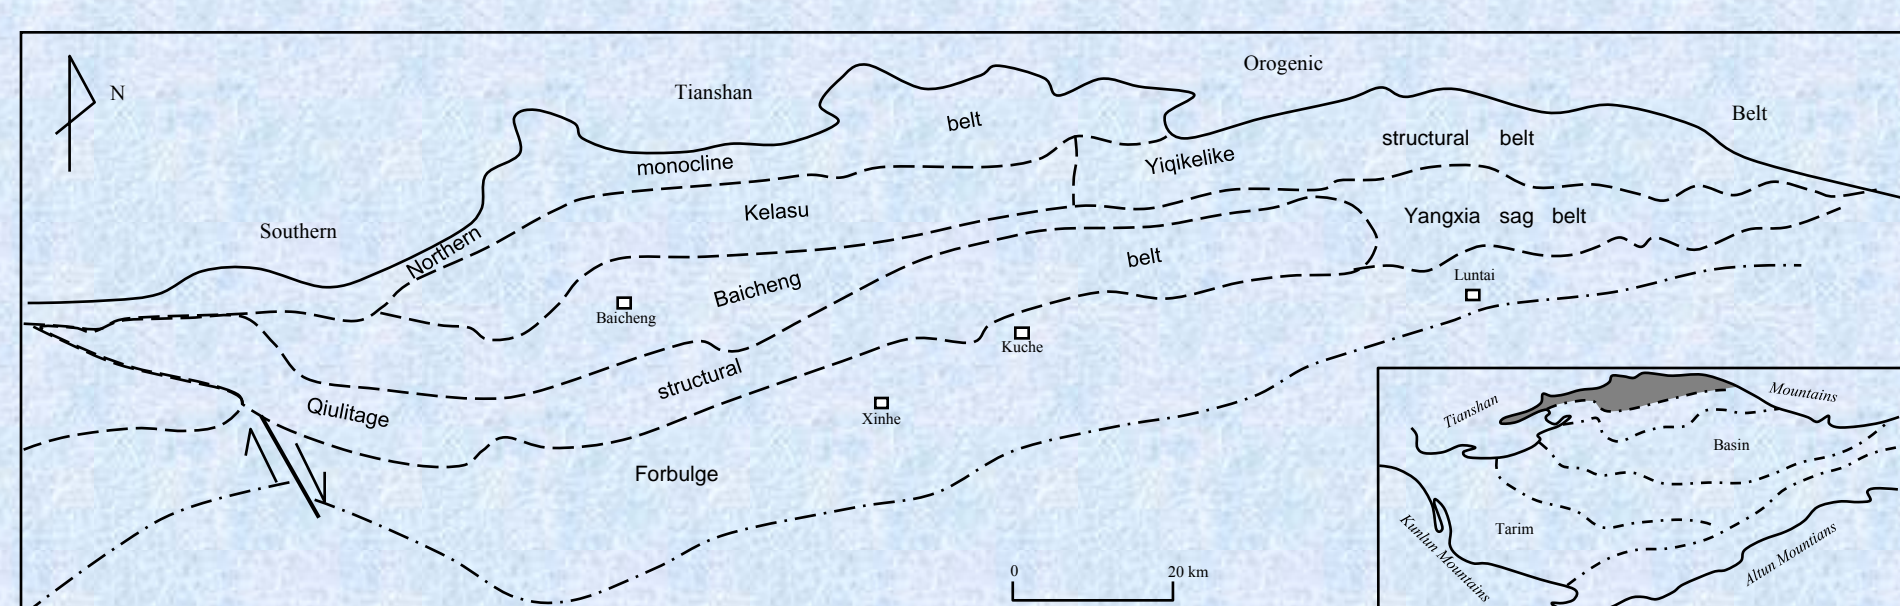 Orogenic
Tianshan
N
Belt
belt
structural belt
monocline
Yiqikelike
Kelasu
Yangxia sag belt
Southern
Northern
belt
Luntai
Baicheng
Baicheng
Kuche
structural
Qiulitage
Xinhe
Forbulge
0 20 km
Tianshan
Mountains
Basin
Tarim
Kunlun Mountains
Altun Mountians